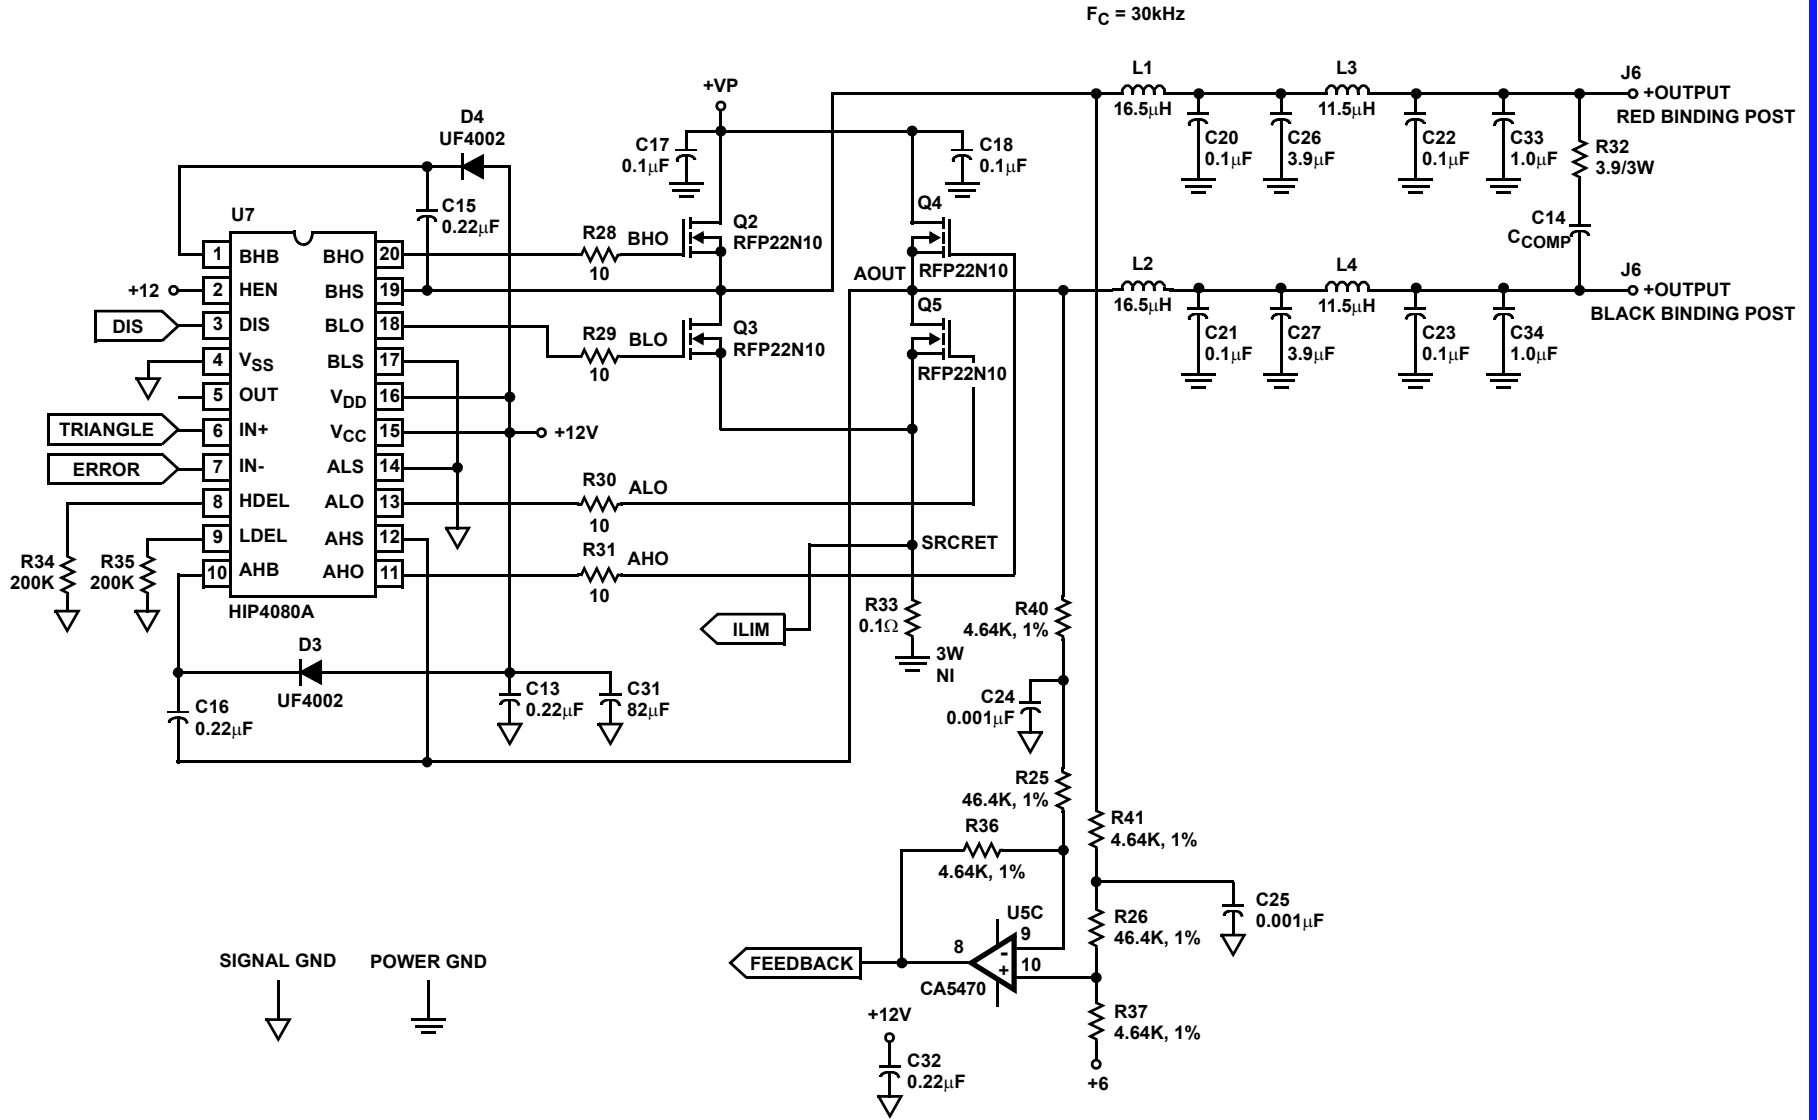 F_C = 30kHz
+VP
D4
UF4002
C17
0.1μF
C18
0.1μF
L1
16.5μH
L3
11.5μH
J6
+OUTPUT
RED BINDING POST
C20
0.1μF
C26
3.9μF
C22
0.1μF
C33
1.0μF
R32
3.9/3W
C14
C_COMP
C15
0.22μF
U7
1 BHB
2 HEN
3 DIS
4 V_SS
5 OUT
6 IN+
7 IN-
8 HDEL
9 LDEL
10 AHB
BHO 20
BHS 19
BLO 18
BLS 17
V_DD 16
V_CC 15
ALS 14
ALO 13
AHS 12
AHO 11
HIP4080A
+12
DIS
TRIANGLE
ERROR
R34
200K
R35
200K
+12V
R28
10
BHO
R29
10
BLO
R30
10
ALO
R31
10
AHO
Q2
RFP22N10
Q3
RFP22N10
Q4
RFP22N10
AOUT
Q5
RFP22N10
L2
16.5μH
L4
11.5μH
J6
+OUTPUT
BLACK BINDING POST
C21
0.1μF
C27
3.9μF
C23
0.1μF
C34
1.0μF
SRCRET
ILIM
R33
0.1Ω
3W
NI
D3
UF4002
C16
0.22μF
C13
0.22μF
C31
82μF
R40
4.64K, 1%
C24
0.001μF
R25
46.4K, 1%
R36
4.64K, 1%
R41
4.64K, 1%
C25
0.001μF
R26
46.4K, 1%
R37
4.64K, 1%
+6
U5C
9
-
8
10
+
CA5470
FEEDBACK
+12V
C32
0.22μF
SIGNAL GND
POWER GND